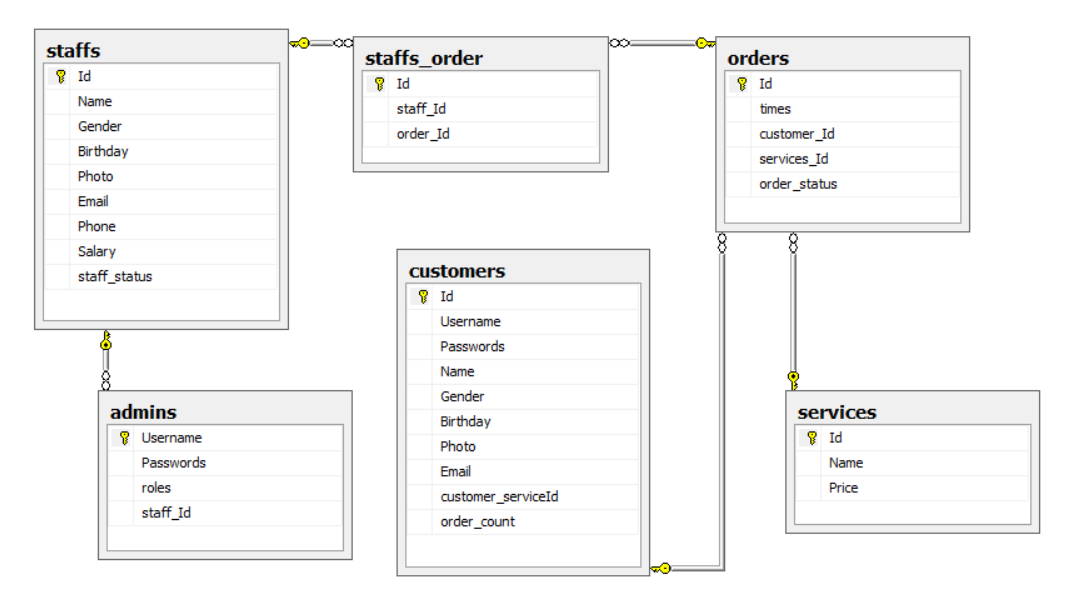 staffs
Id
Name
Gender
Birthday
Photo
Email
Phone
Salary
staff_status
staffs_order
Id
staff_Id
order_Id
orders
Id
times
customer_Id
services_Id
order_status
customers
Id
Username
Passwords
Name
Gender
Birthday
Photo
Email
customer_serviceId
order_count
admins
Username
Passwords
roles
staff_Id
services
Id
Name
Price